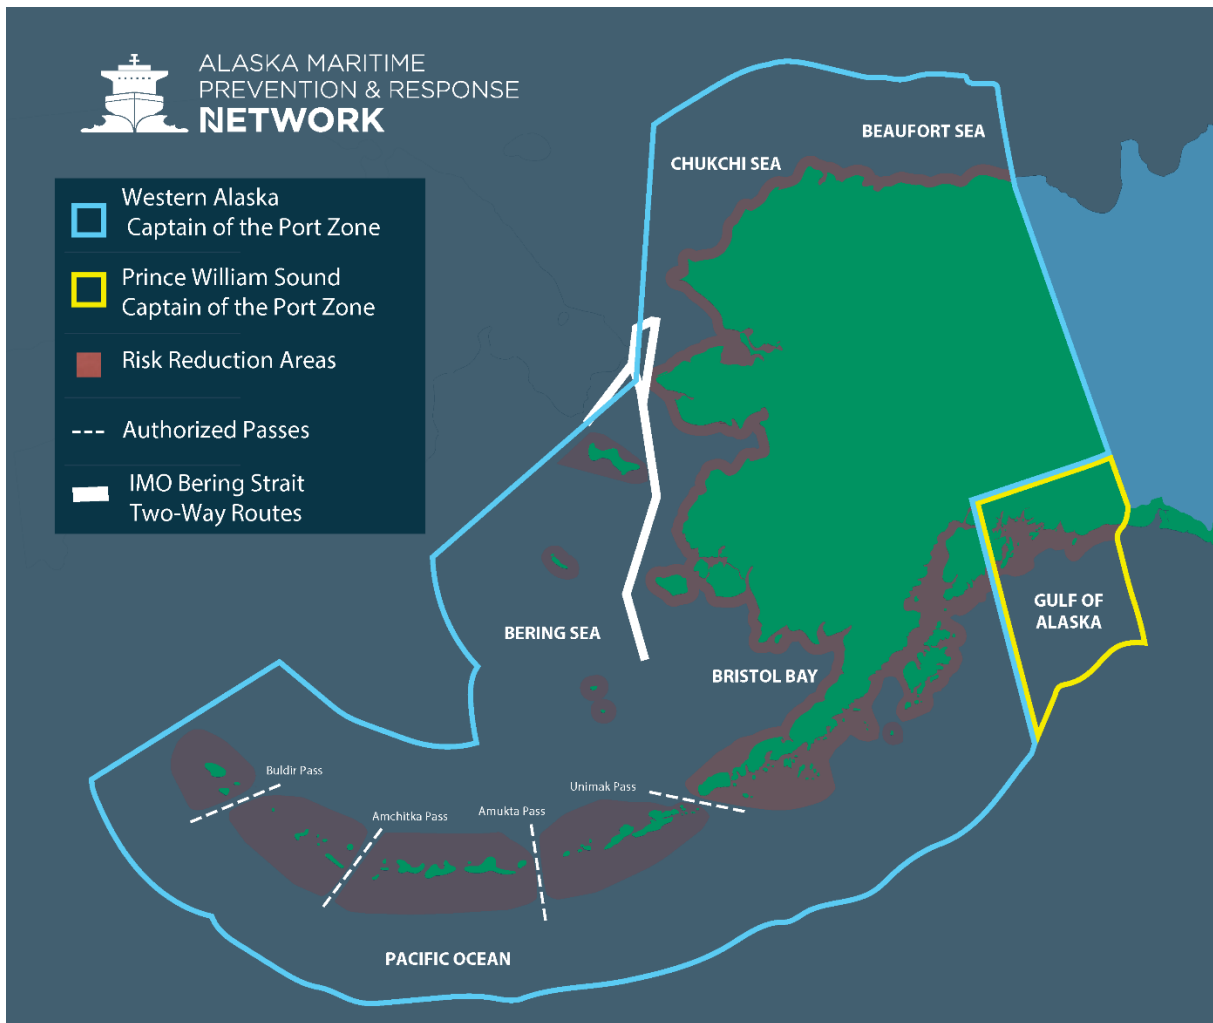 ALASKA MARITIME
PREVENTION & RESPONSE
NETWORK
Western Alaska
Captain of the Port Zone
Prince William Sound
Captain of the Port Zone
Risk Reduction Areas
Authorized Passes
IMO Bering Strait
Two-Way Routes
BEAUFORT SEA
CHUKCHI SEA
GULF OF
ALASKA
BERING SEA
BRISTOL BAY
Buldir Pass
Unimak Pass
Amchitka Pass
Amukta Pass
PACIFIC OCEAN